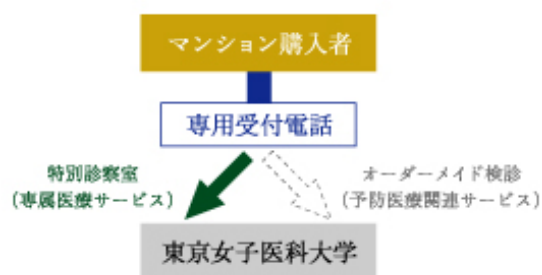 マンション購入者
専用受付電話
特別診察室
（専属医療サービス）
オーダーメイド検診
（予防医療関連サービス）
東京女子医科大学